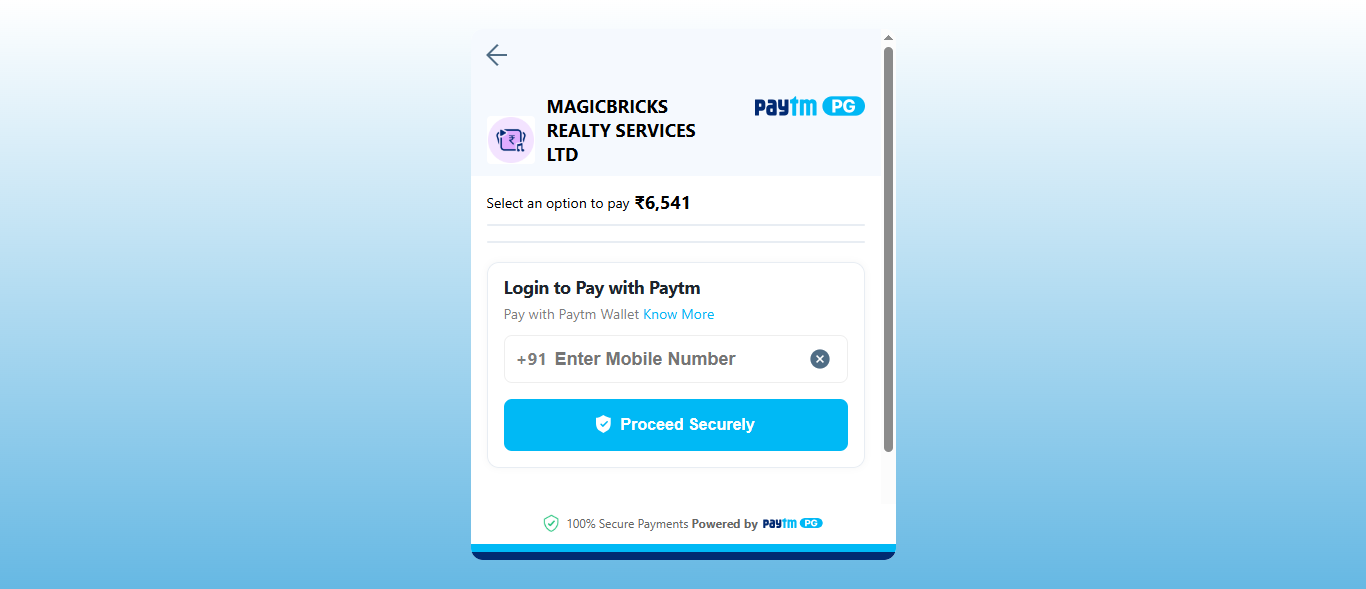 MAGICBRICKS
REALTY SERVICES
LTD
paytm PG
Select an option to pay ₹6,541
Login to Pay with Paytm
Pay with Paytm Wallet Know More
+91 Enter Mobile Number
Proceed Securely
100% Secure Payments Powered by paytm PG